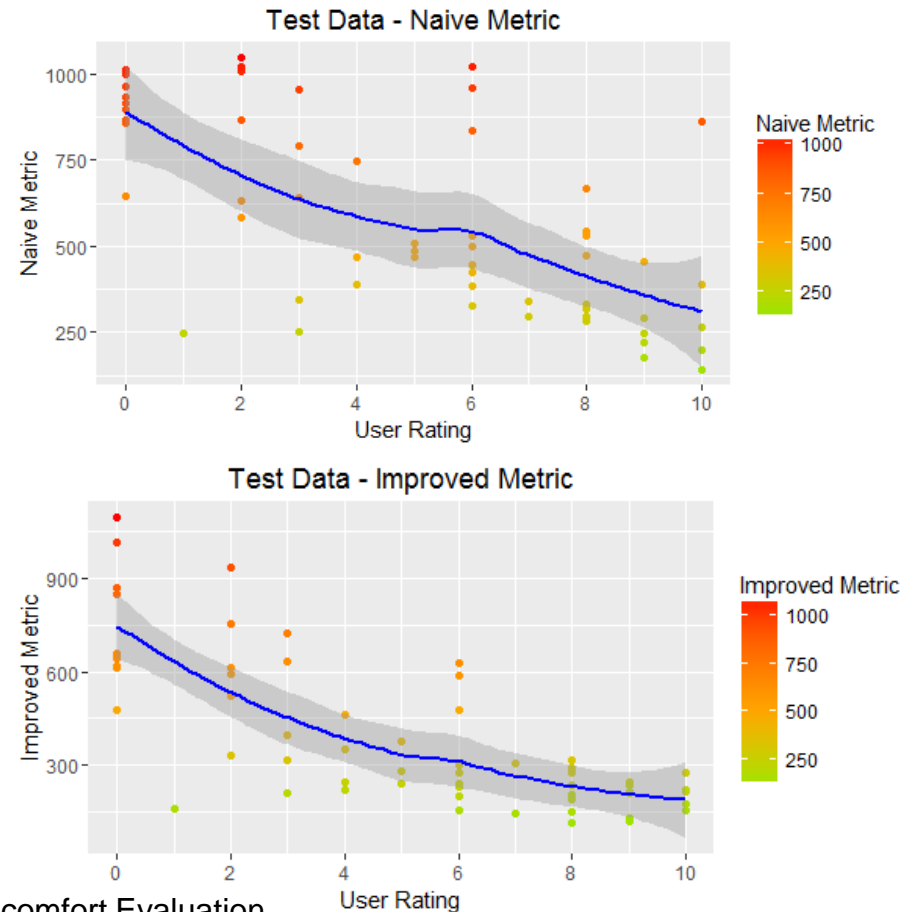 Test Data - Naive Metric
1000
750
500
250
Naive Metric
0 2 4 6 8 10
User Rating
Naive Metric
1000
750
500
250
Test Data - Improved Metric
900
600
300
Improved Metric
0 2 4 6 8 10
User Rating
Improved Metric
1000
750
500
250
comfort Evaluation